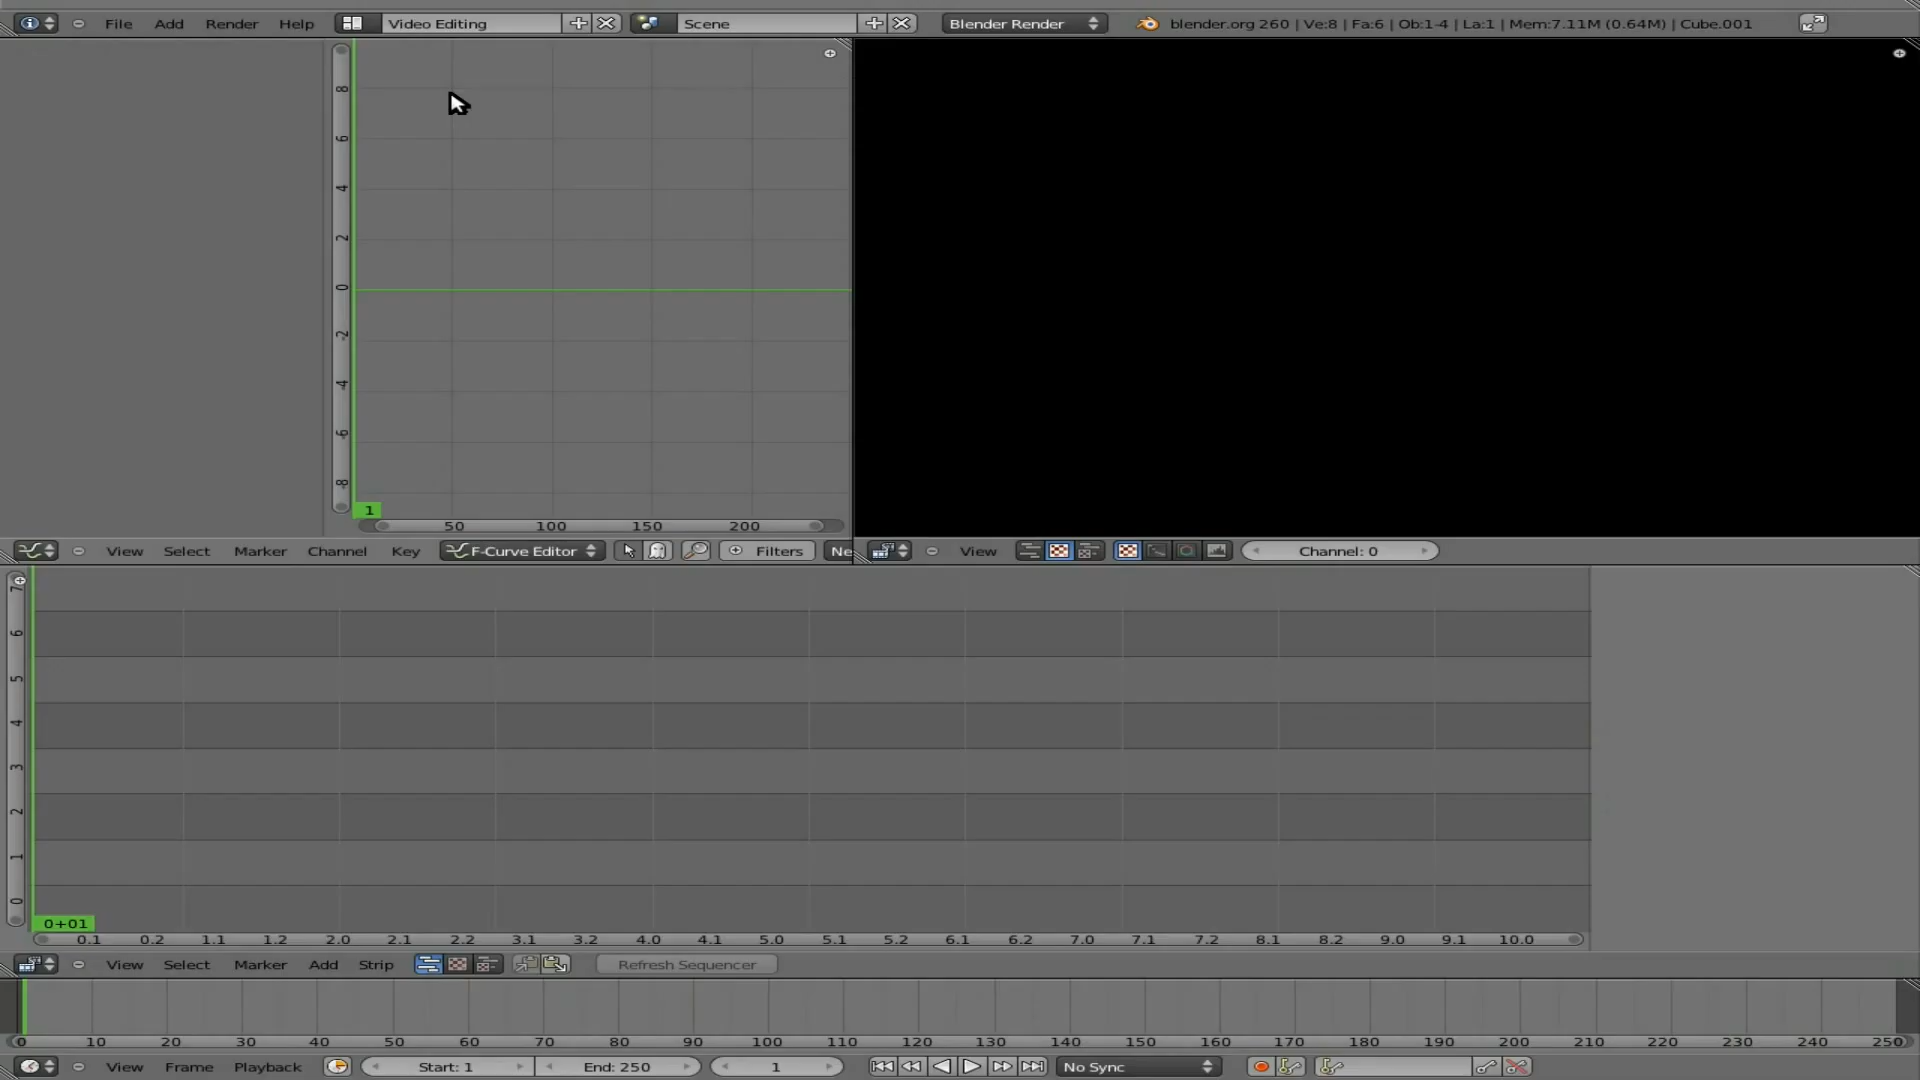 File Add Render Help Video Editing Scene Blender Render blender.org 260 | Ve:8 | Fa:6 | Ob:1-4 | La:1 | Mem:7.11M (0.64M) | Cube.001
8
6
4
2
0
-2
-4
-6
-8
1
50 100 150 200
View Select Marker Channel Key F-Curve Editor Filters Ne
View Channel: 0
7
6
5
4
3
2
1
0
0+01
0.1 0.2 1.1 1.2 2.0 2.1 2.2 3.1 3.2 4.0 4.1 5.0 5.1 5.2 6.1 6.2 7.0 7.1 7.2 8.1 8.2 9.0 9.1 10.0
View Select Marker Add Strip Refresh Sequencer
0 10 20 30 40 50 60 70 80 90 100 110 120 130 140 150 160 170 180 190 200 210 220 230 240 250
View Frame Playback Start: 1 End: 250 1 No Sync